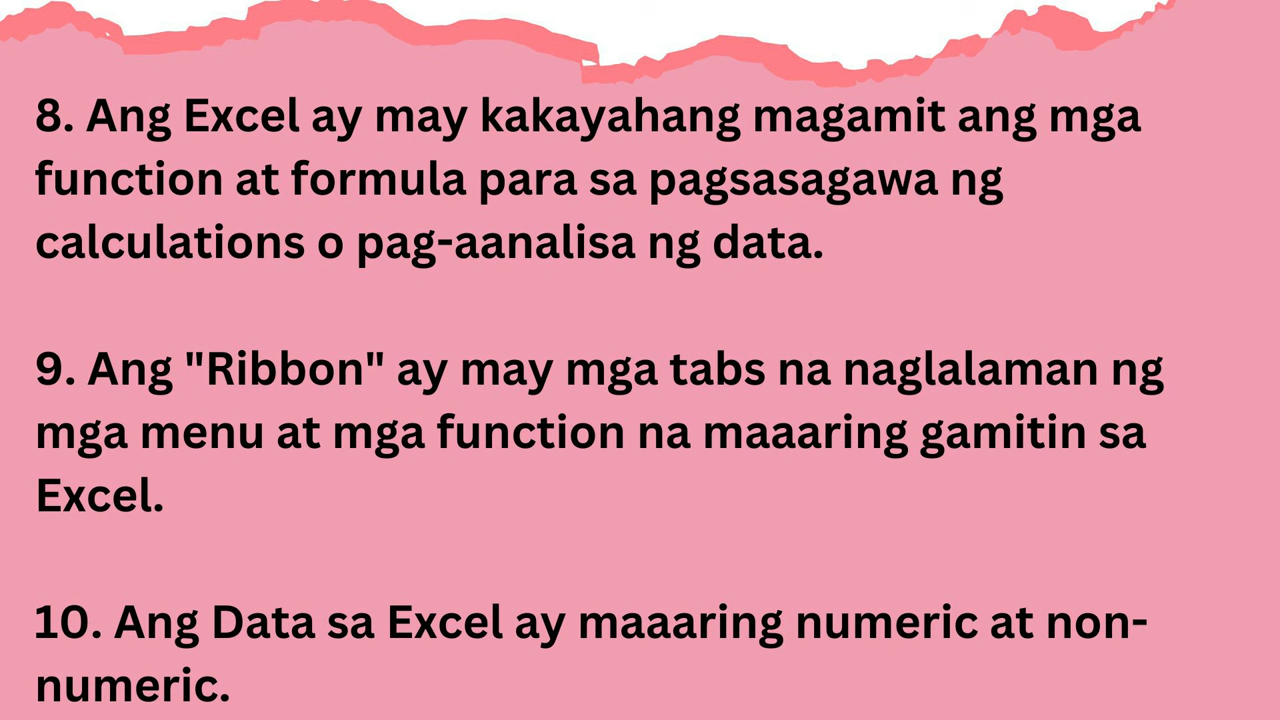 8. Ang Excel ay may kakayahang magamit ang mga
function at formula para sa pagsasagawa ng
calculations o pag-aanalisa ng data.
9. Ang "Ribbon" ay may mga tabs na naglalaman ng
mga menu at mga function na maaaring gamitin sa
Excel.
10. Ang Data sa Excel ay maaaring numeric at non-
numeric.